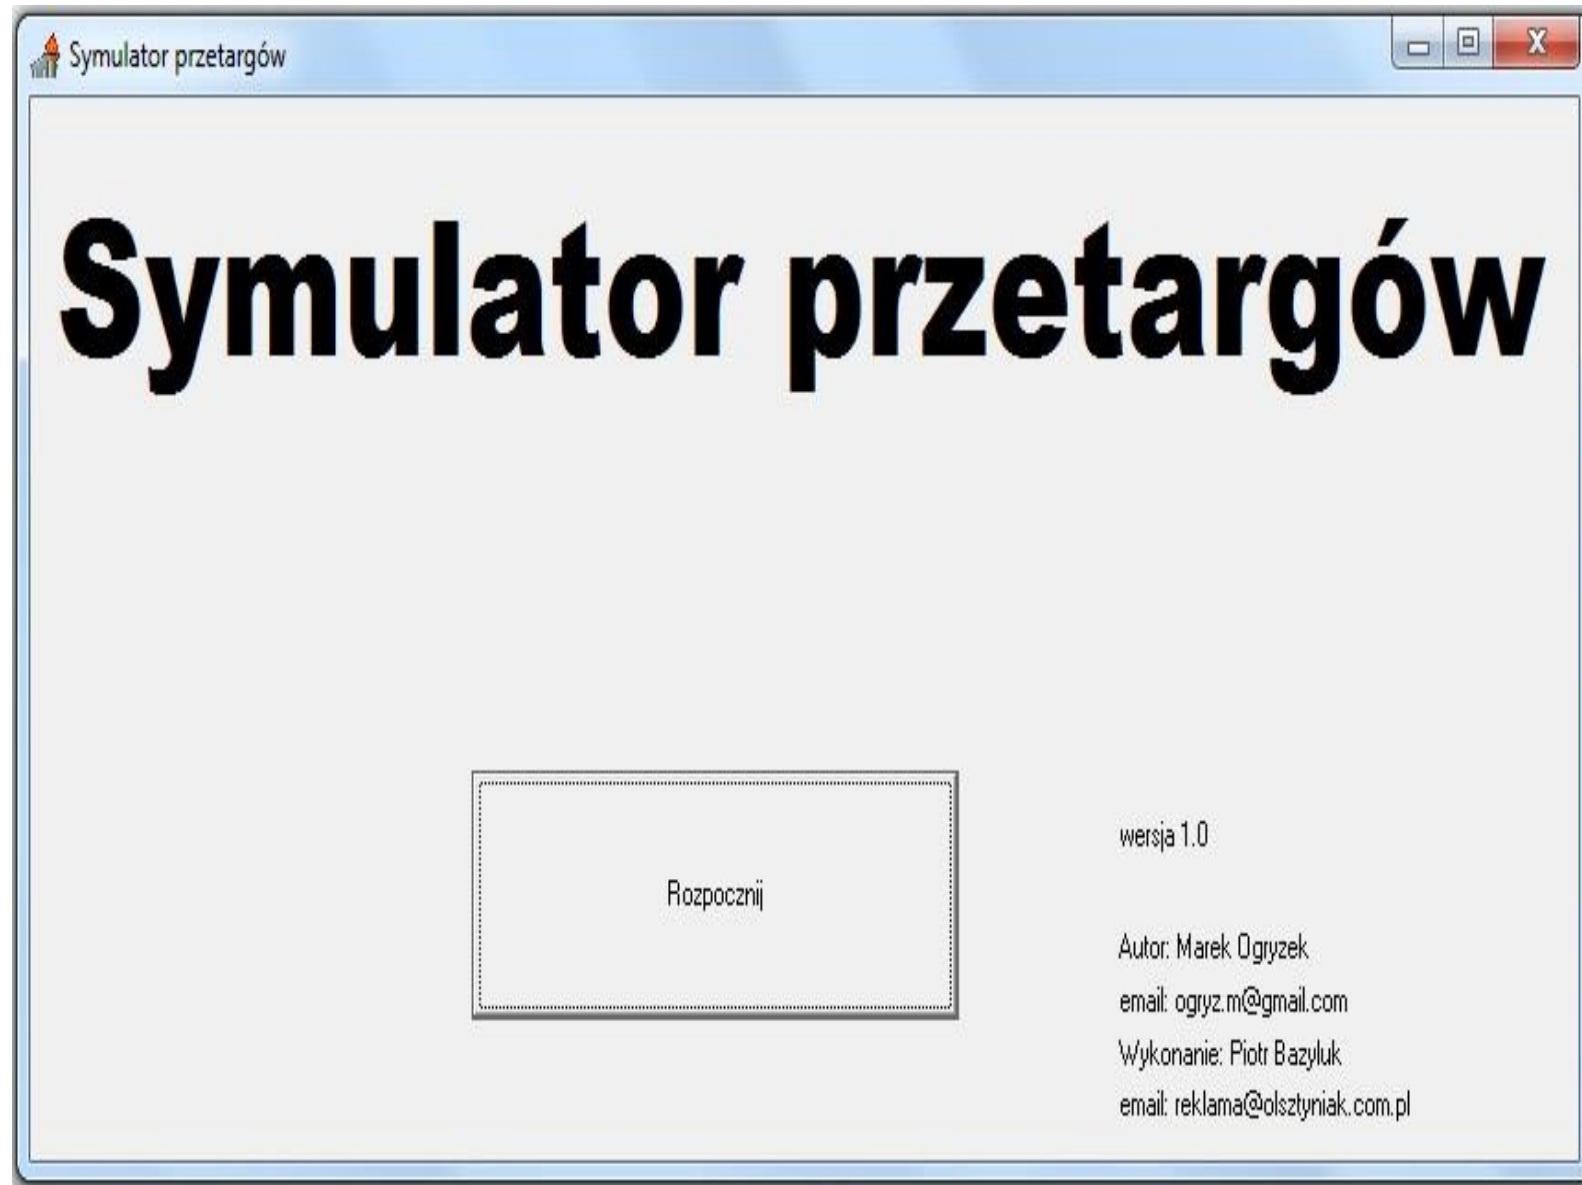 Symulator przetargów
Symulator przetargów
Rozpocznij
wersja 1.0
Autor: Marek Ogryzek
email: ogryz.m@gmail.com
Wykonanie: Piotr Bazyluk
email: reklama@olsztyniak.com.pl